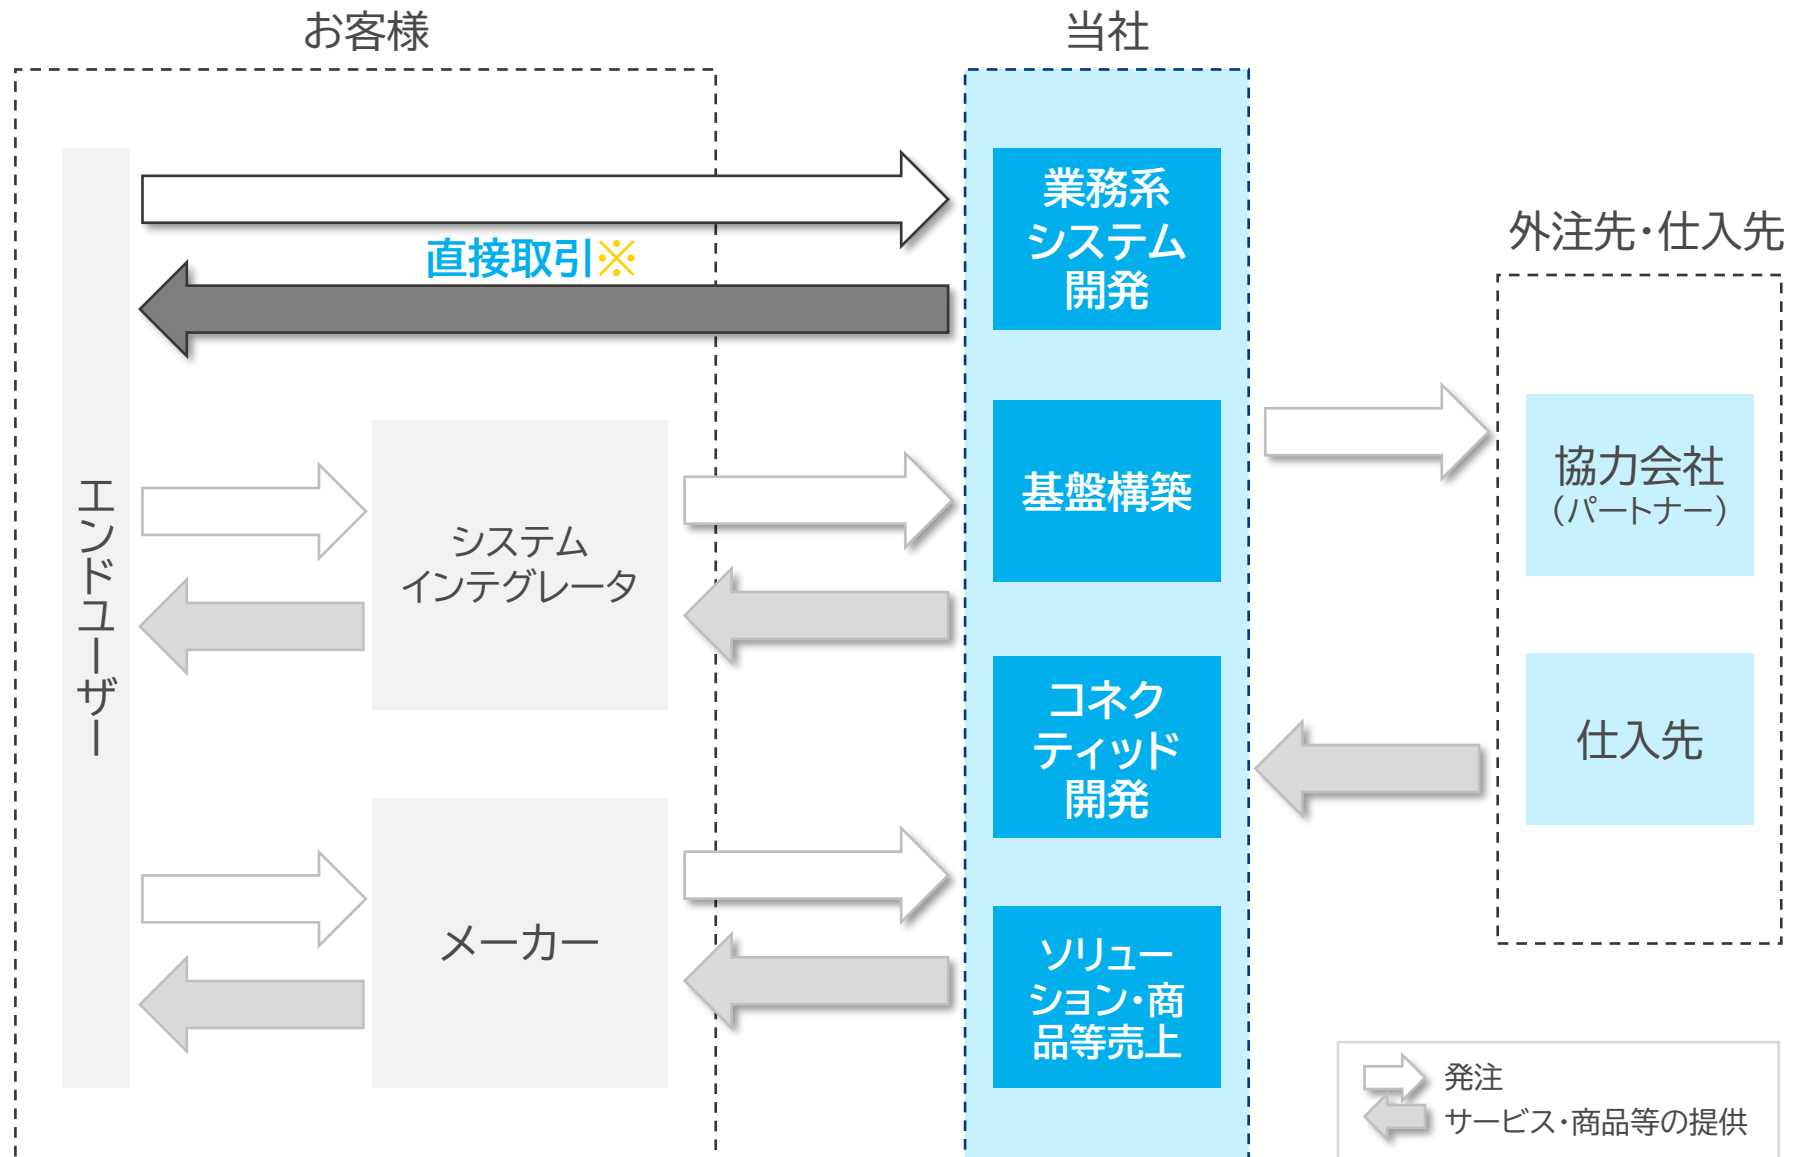 お客様
当社
直接取引※
エンドユーザー
システム
インテグレータ
メーカー
業務系
システム
開発
基盤構築
コネク
ティッド
開発
ソリュー
ション・商
品等売上
外注先・仕入先
協力会社
（パートナー）
仕入先
発注
サービス・商品等の提供